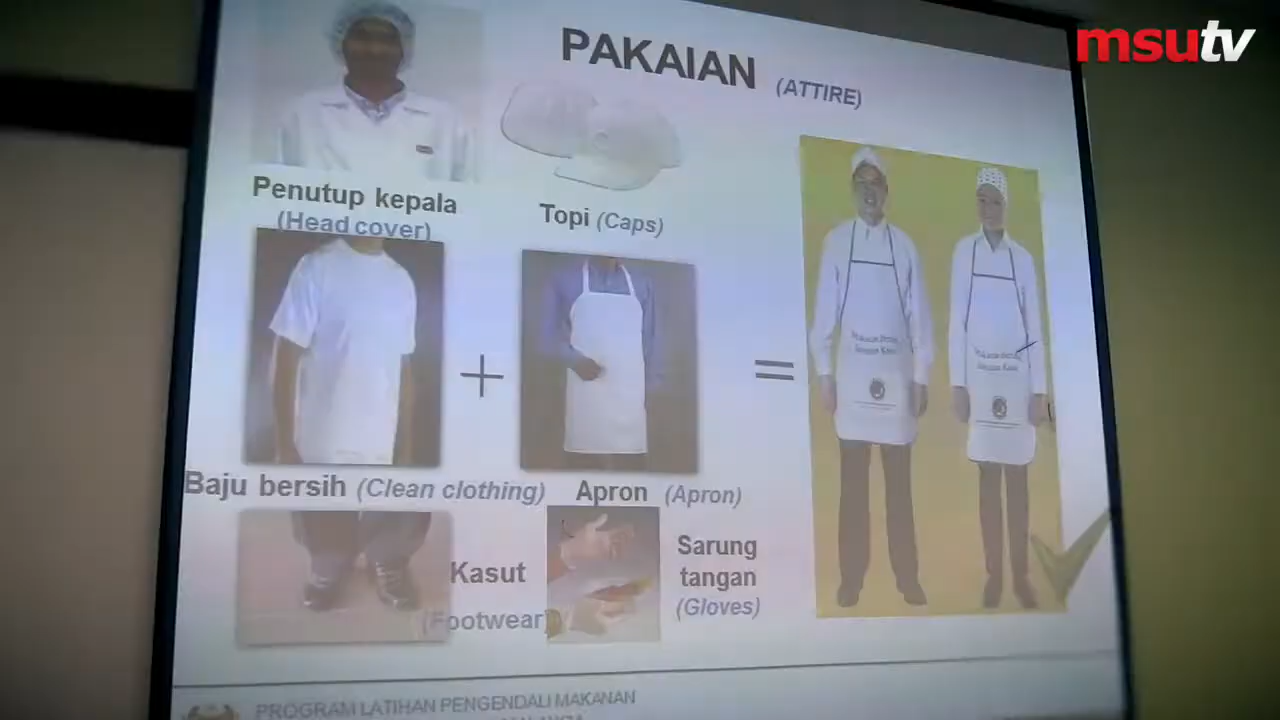 msutv
PAKAIAN (ATTIRE)
Penutup kepala
(Head cover)
Topi (Caps)
+
=
Baju bersih (Clean clothing)
Apron (Apron)
Kasut
(Footwear)
Sarung
tangan
(Gloves)
PROGRAM LATIHAN PENGENDALI MAKANAN